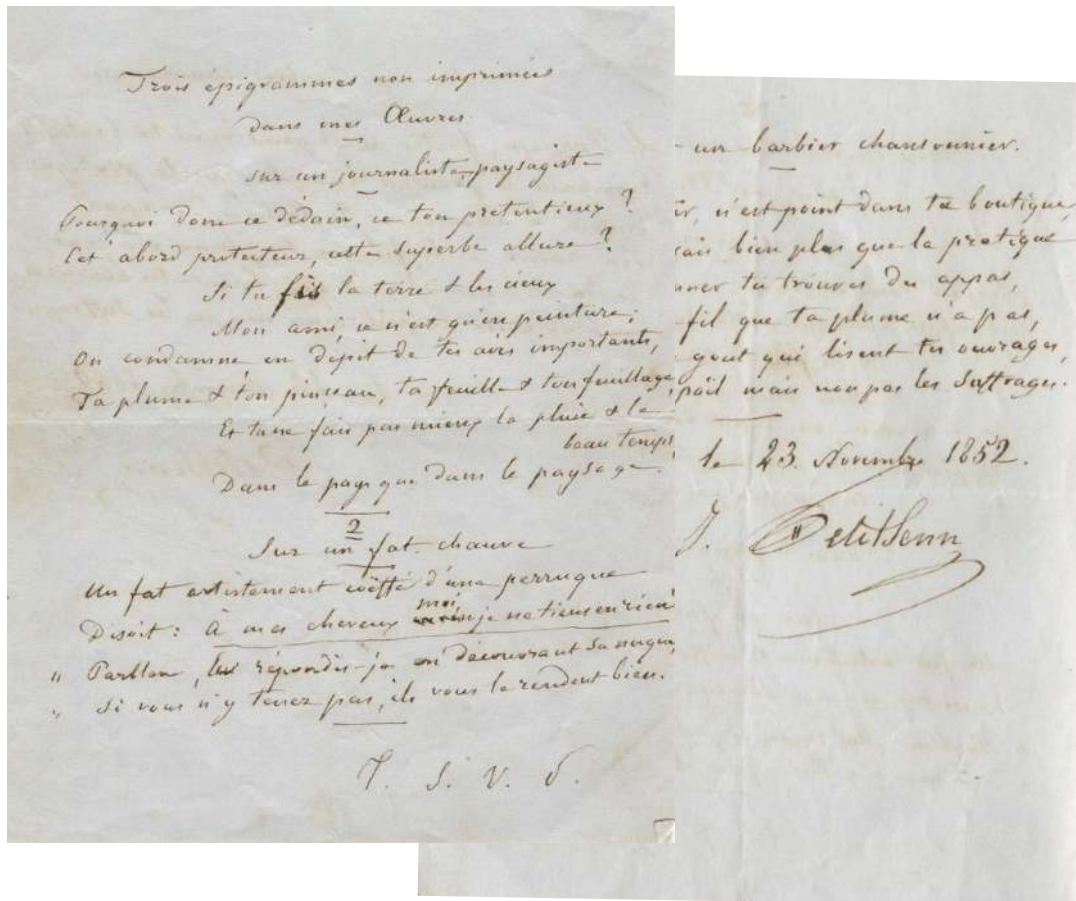 Trois épigrammes non imprimées
dans mes Œuvres.
sur un journaliste paysagiste
Pourquoi donc ce dédain, ce ton pretentieux ?
Cet abord protecteur, cette superbe allure ?
Si tu fis la terre & les cieux
Mon ami, ce n'est qu'en peinture;
On condamne en dépit de tes airs importants,
Ta plume & ton pinceau, ta feuille & ton feuillage
Et tu ne fais pas mieux la pluie & le
beau temps,
Dans le pays que dans le paysage.
2
Sur un fat chauve
Un fat artistement coëffé d'une perruque
Disoit : à mes cheveux moi, je ne tiens en rien
" Parbleu, répondis-je en découvrant sa nuque,
" Si vous n'y tenez pas, ils vous le rendent bien.
T. S. V. P.
un barbier chansonnier.
n'est point dans ta boutique,
bien plus que la pratique
tu trouves des appas,
fil que ta plume n'a pas,
gout qui lisent tes ouvrages,
poil mais non pas les suffrages.
le 23. Novembre 1852.
J. Petit Senn